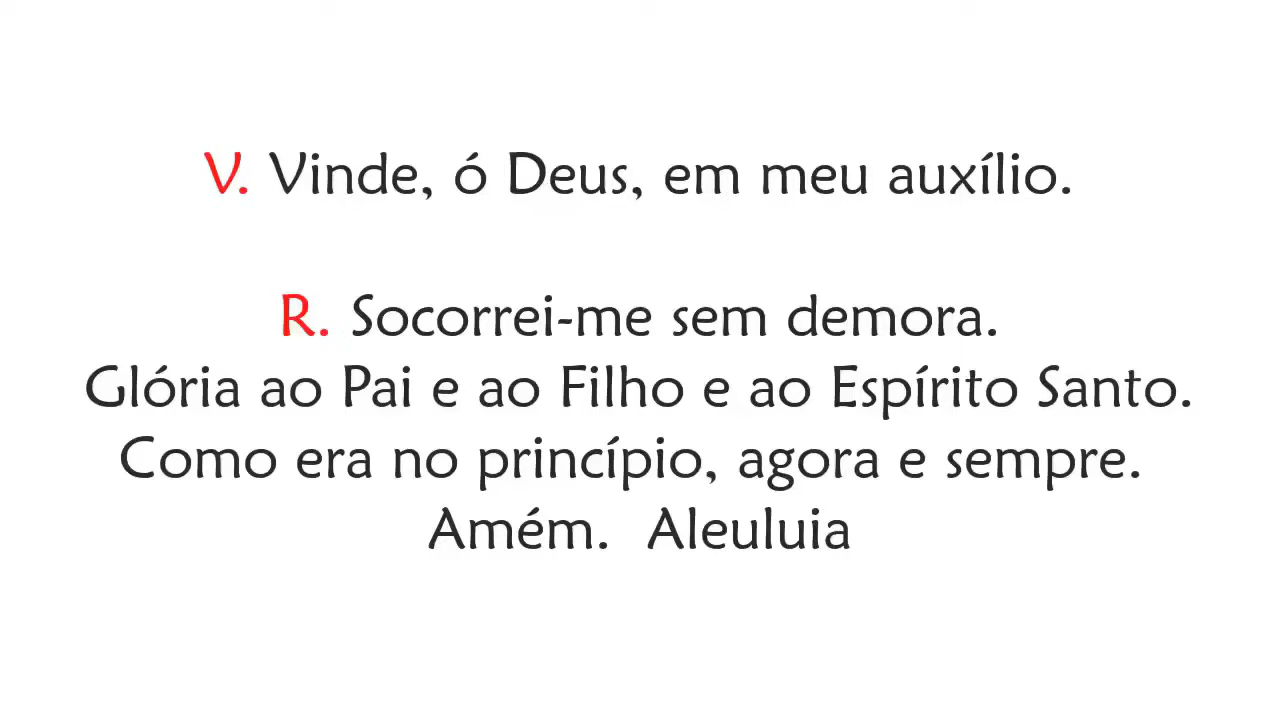 V. Vinde, ó Deus, em meu auxílio.
R. Socorrei-me sem demora.
Glória ao Pai e ao Filho e ao Espírito Santo.
Como era no princípio, agora e sempre.
Amém.  Aleuluia